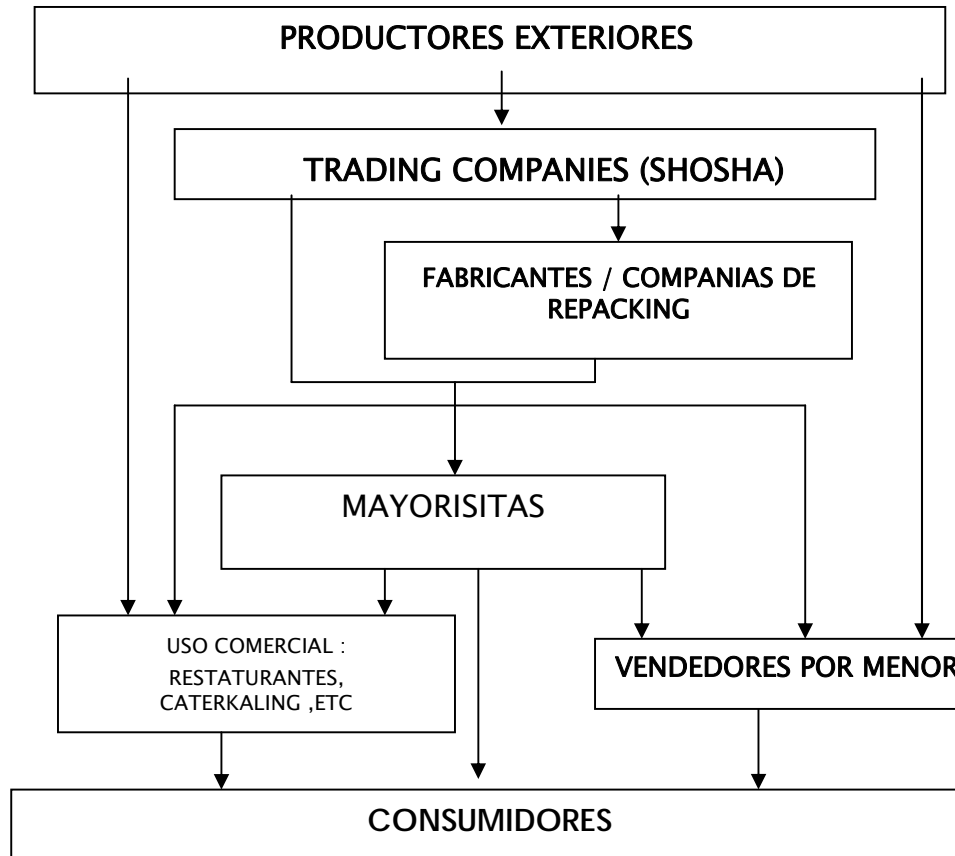 PRODUCTORES EXTERIORES
TRADING COMPANIES (SHOSHA)
FABRICANTES / COMPANIAS DE
REPACKING
MAYORISITAS
USO COMERCIAL :
RESTATURANTES,
CATERKALING ,ETC
VENDEDORES POR MENOR
CONSUMIDORES